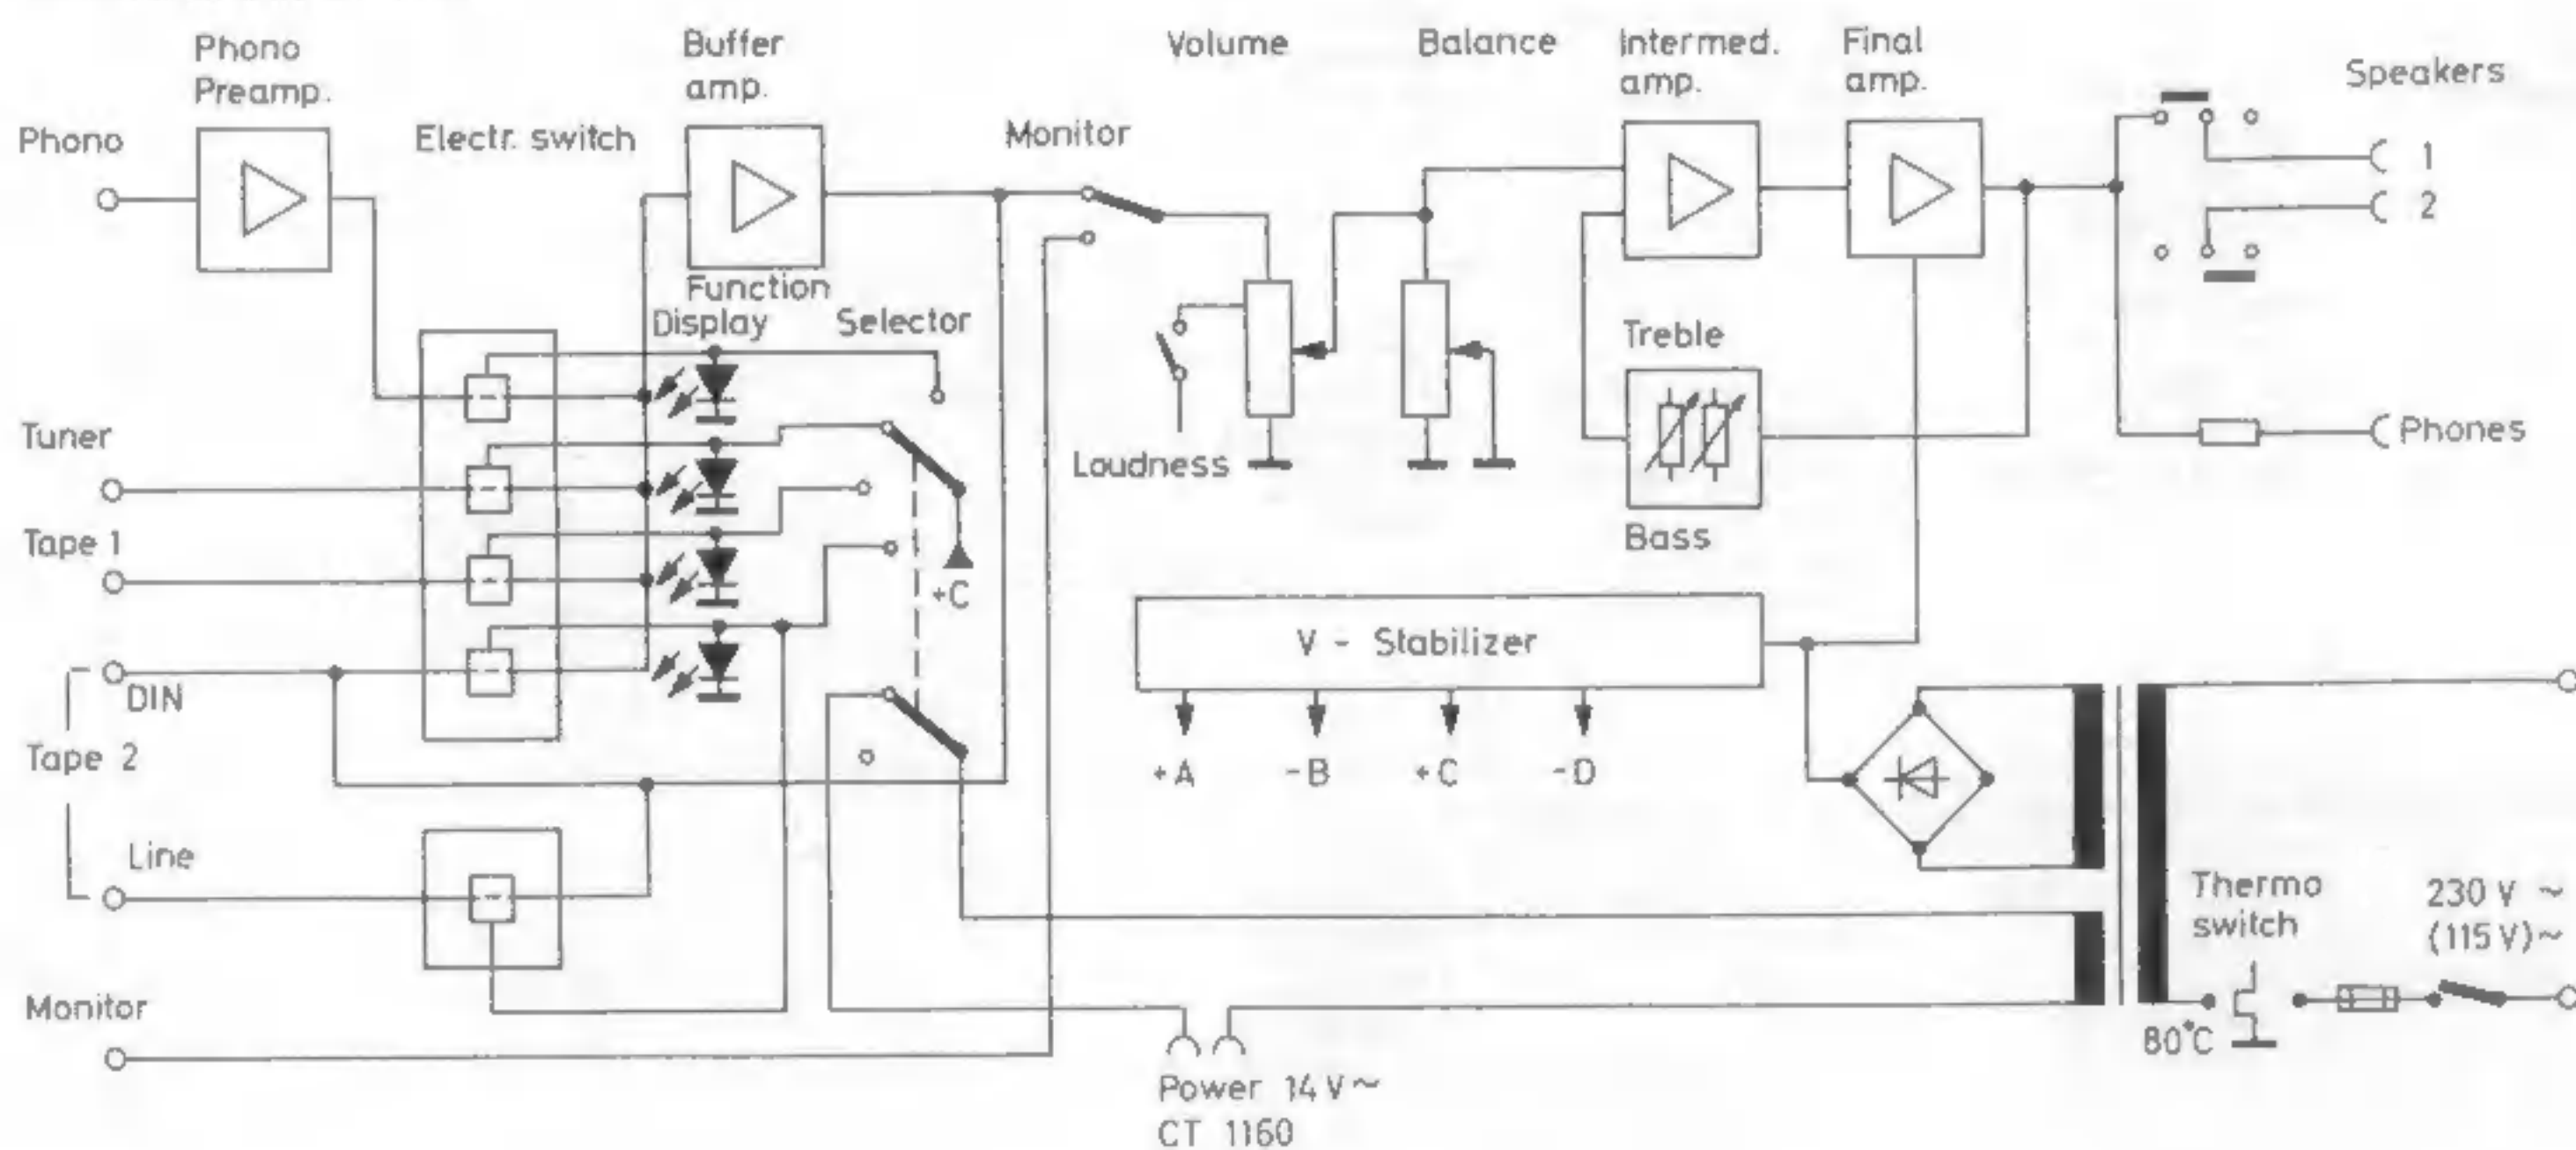 Phono
Preamp.
Buffer
amp.
Volume
Balance
Intermed.
amp.
Final
amp.
Speakers
Phono
Electr. switch
Monitor
1
2
Function
Display
Selector
Treble
Tuner
Loudness
Phones
Tape 1
Bass
+C
V - Stabilizer
DIN
Tape 2
+A
-B
+C
-D
Line
Thermo
switch
230 V ~
(115 V) ~
Monitor
80°C
Power 14 V ~
CT 1160